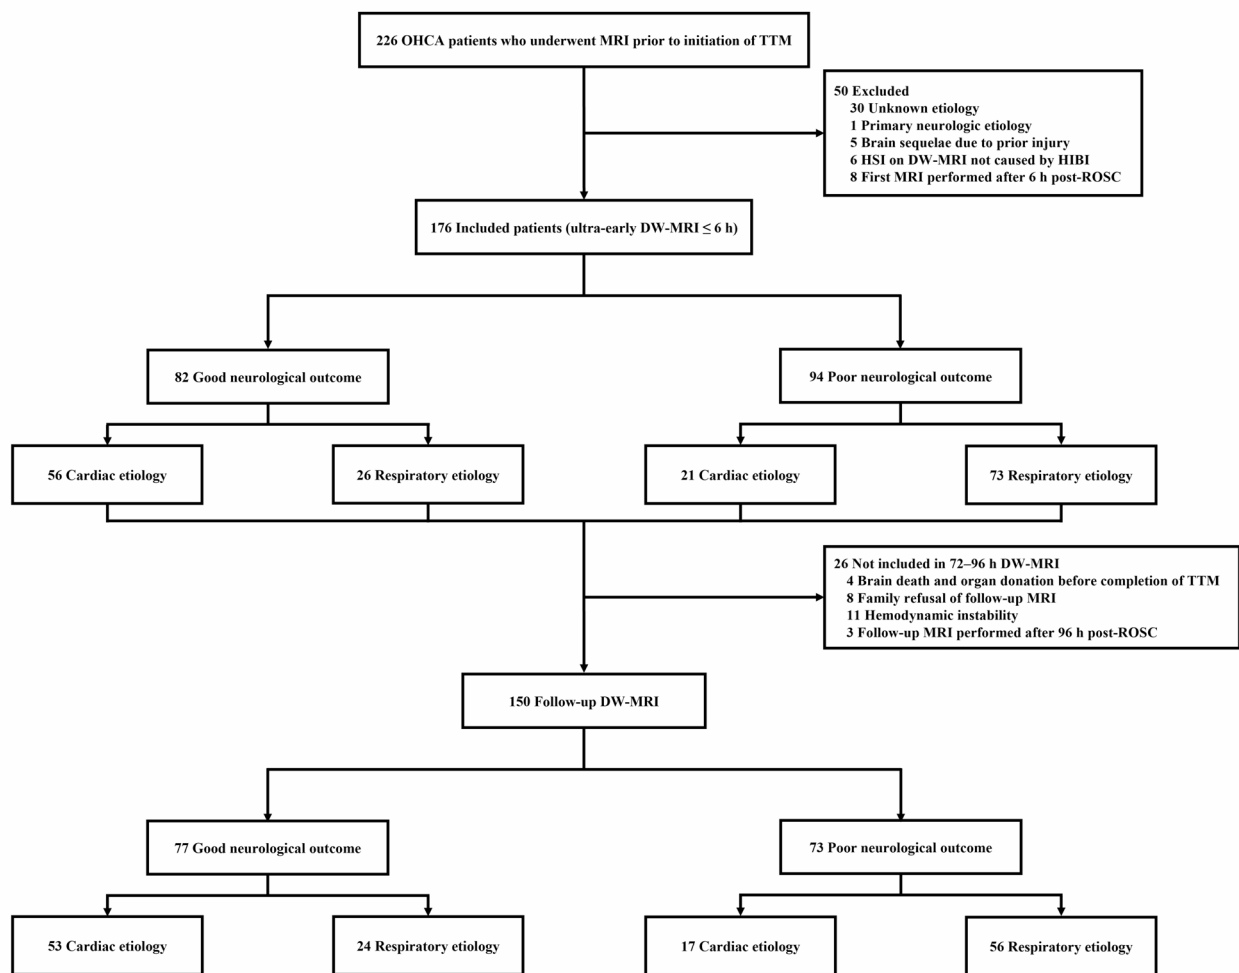 226 OHCA patients who underwent MRI prior to initiation of TTM
50 Excluded
30 Unknown etiology
1 Primary neurologic etiology
5 Brain sequelae due to prior injury
6 HSI on DW-MRI not caused by HIBI
8 First MRI performed after 6 h post-ROSC
176 Included patients (ultra-early DW-MRI ≤ 6 h)
82 Good neurological outcome
94 Poor neurological outcome
56 Cardiac etiology
26 Respiratory etiology
21 Cardiac etiology
73 Respiratory etiology
26 Not included in 72–96 h DW-MRI
4 Brain death and organ donation before completion of TTM
8 Family refusal of follow-up MRI
11 Hemodynamic instability
3 Follow-up MRI performed after 96 h post-ROSC
150 Follow-up DW-MRI
77 Good neurological outcome
73 Poor neurological outcome
53 Cardiac etiology
24 Respiratory etiology
17 Cardiac etiology
56 Respiratory etiology